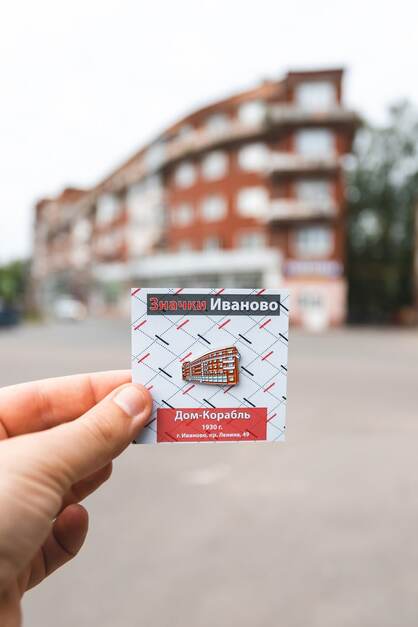 Значки Иваново
Дом-Корабль
1930 г.
г. Иваново, пр. Ленина, 49